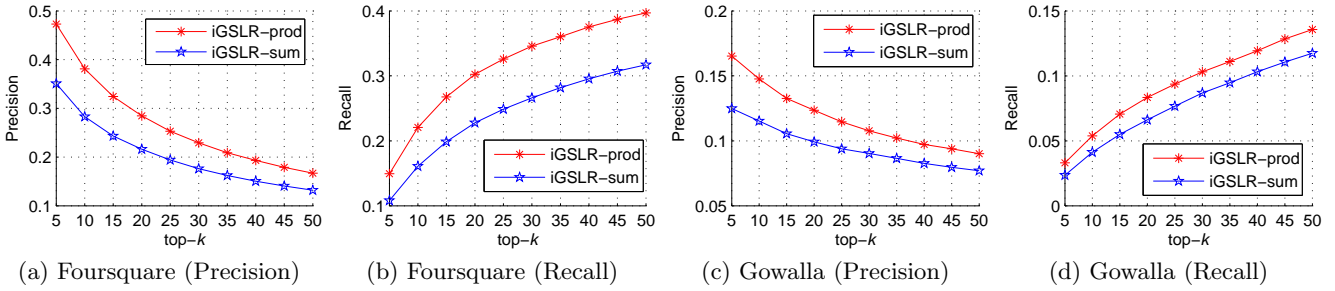 0.5
0.4
0.3
0.2
0.1
Precision
iGSLR−prod
iGSLR−sum
5 10 15 20 25 30 35 40 45 50
top−k
(a) Foursquare (Precision)
0.4
0.3
0.2
0.1
Recall
iGSLR−prod
iGSLR−sum
5 10 15 20 25 30 35 40 45 50
top−k
(b) Foursquare (Recall)
0.2
0.15
0.1
0.05
Precision
iGSLR−prod
iGSLR−sum
5 10 15 20 25 30 35 40 45 50
top−k
(c) Gowalla (Precision)
0.15
0.1
0.05
0
Recall
iGSLR−prod
iGSLR−sum
5 10 15 20 25 30 35 40 45 50
top−k
(d) Gowalla (Recall)